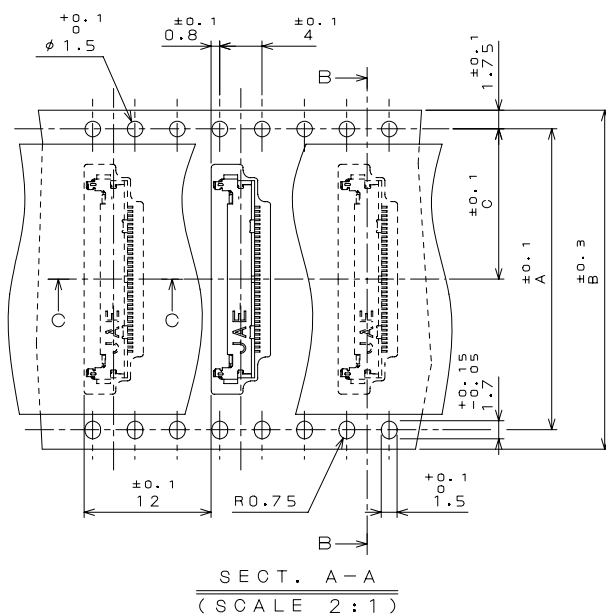 +0.1
0
φ1.5
±0.1
0.8
±0.1
4
B
±0.1
1.75
±0.1
C
±0.1
A
±0.3
B
C
C
JAE
JAE
JAE
+0.15
-0.05
1.7
±0.1
12
R0.75
+0.1
0
1.5
B
SECT. A-A
(SCALE 2:1)